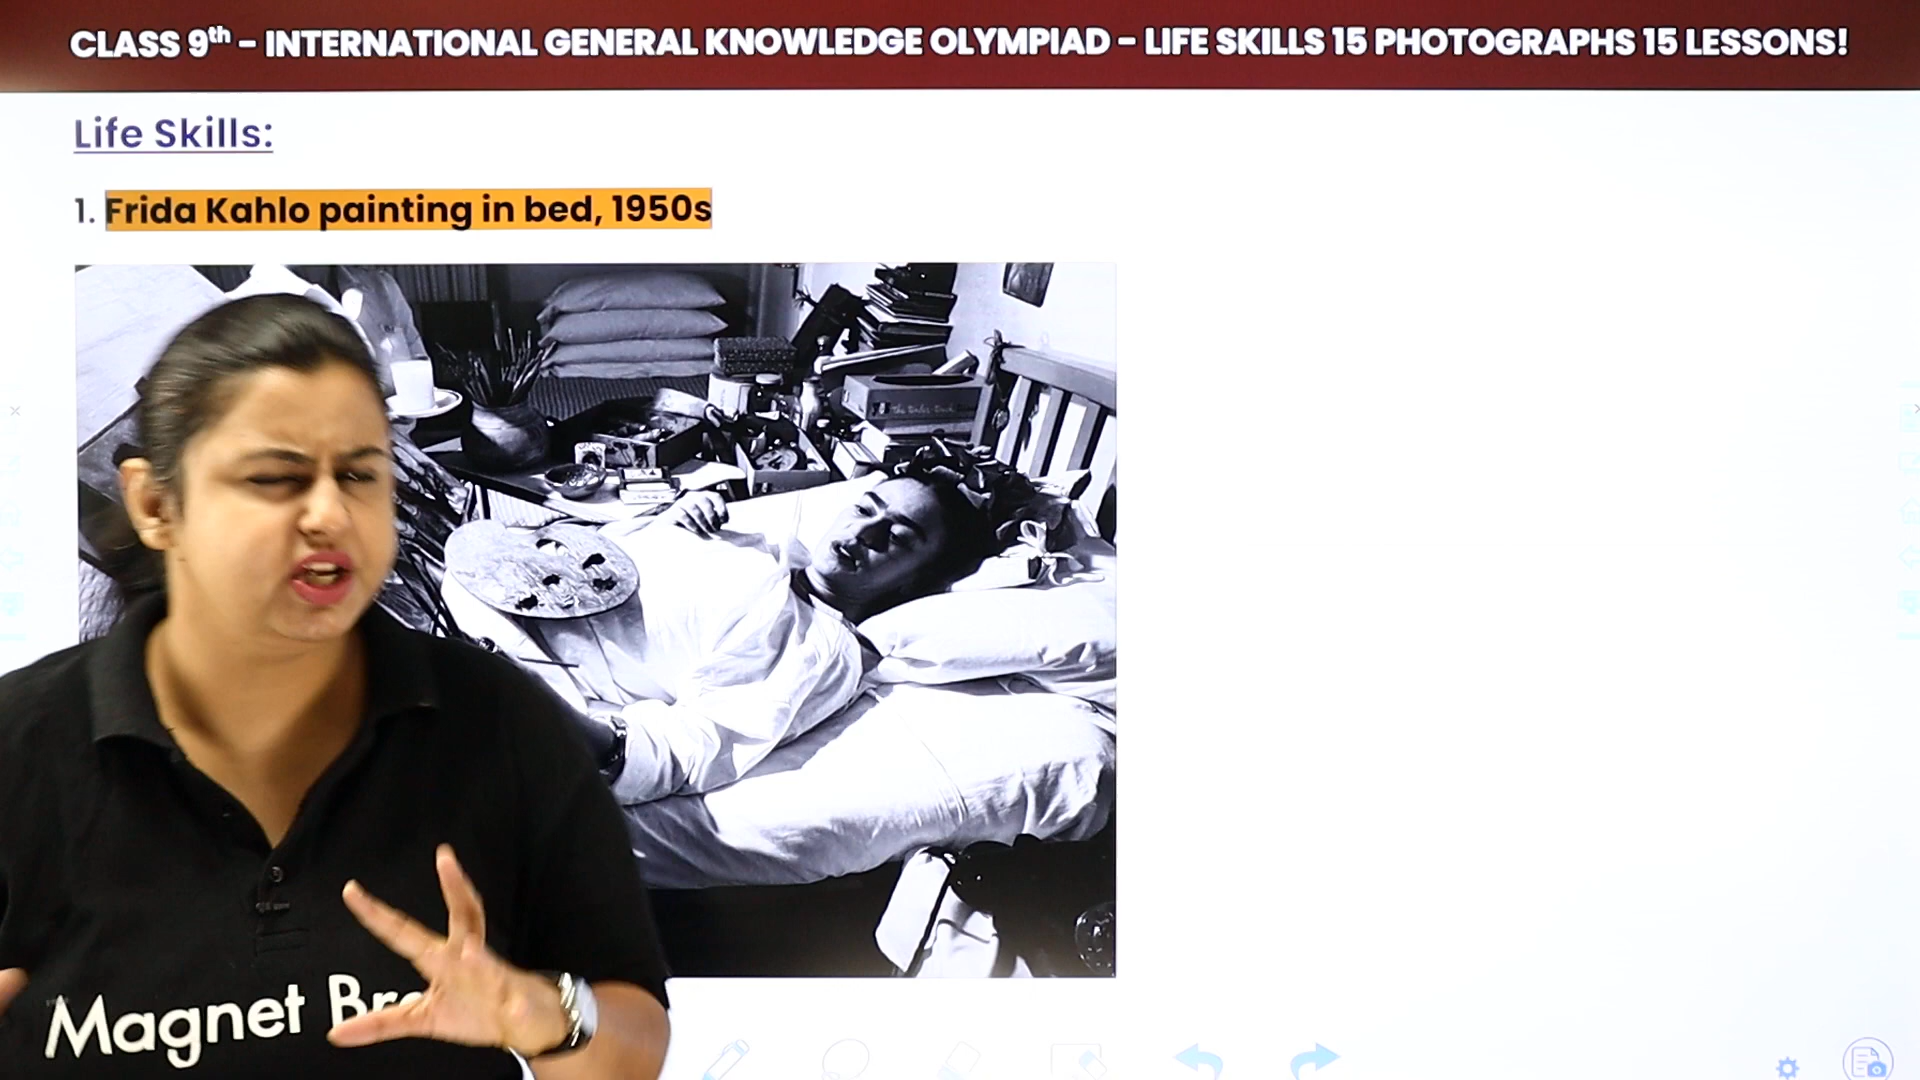 CLASS 9th – INTERNATIONAL GENERAL KNOWLEDGE OLYMPIAD – LIFE SKILLS 15 PHOTOGRAPHS 15 LESSONS!
Life Skills:
1. Frida Kahlo painting in bed, 1950s
Magnet